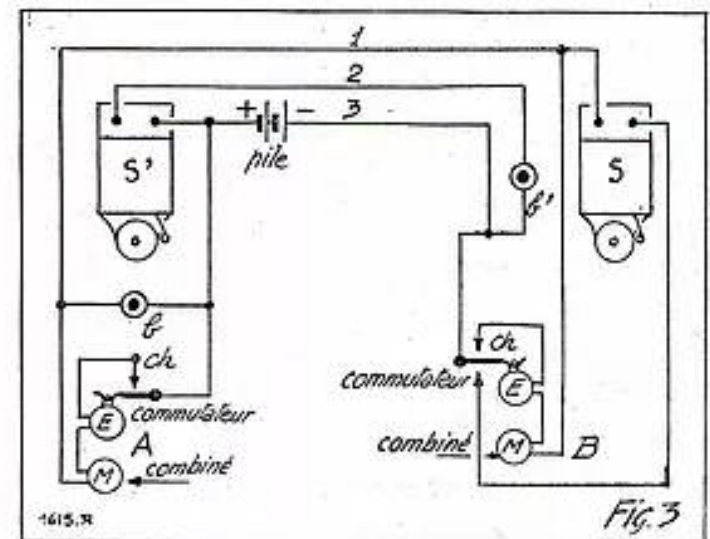 1
2
+ -
3
pile
S'
S
b'
b
ch
commutateur
E
A
M
combiné
ch
commutateur
E
combiné
M
B
1615.R
Fig. 3